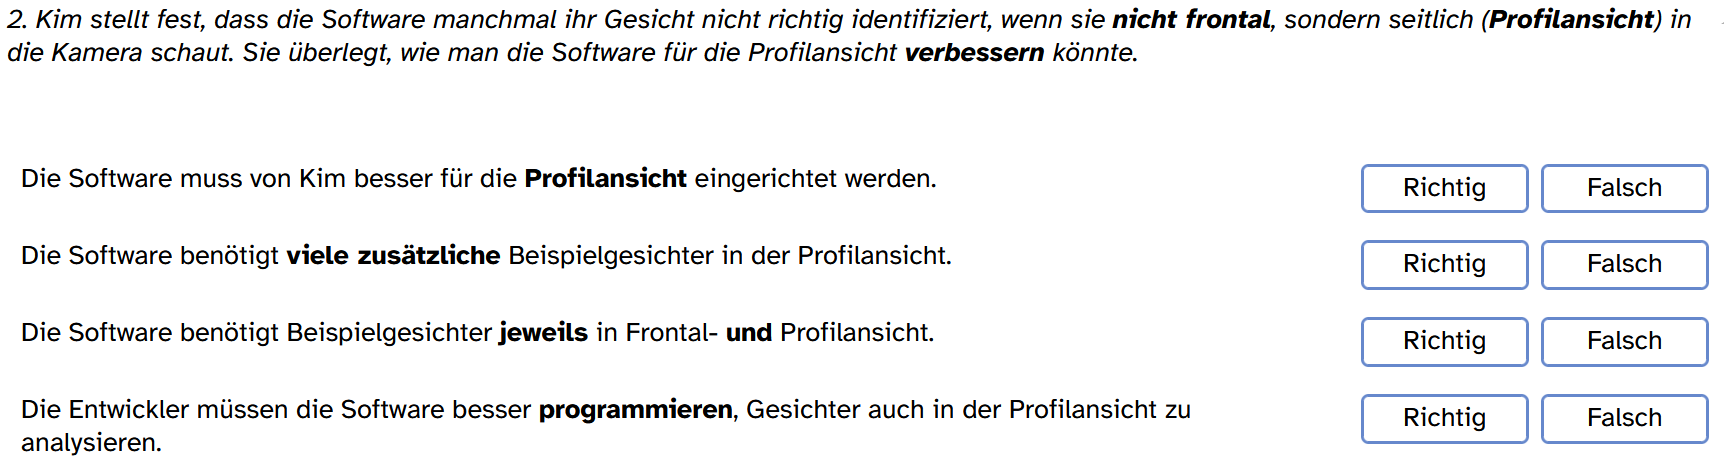 2. Kim stellt fest, dass die Software manchmal ihr Gesicht nicht richtig identifiziert, wenn sie nicht frontal, sondern seitlich (Profilansicht) in
die Kamera schaut. Sie überlegt, wie man die Software für die Profilansicht verbessern könnte.
Die Software muss von Kim besser für die Profilansicht eingerichtet werden.
Richtig Falsch
Die Software benötigt viele zusätzliche Beispielgesichter in der Profilansicht.
Richtig Falsch
Die Software benötigt Beispielgesichter jeweils in Frontal- und Profilansicht.
Richtig Falsch
Die Entwickler müssen die Software besser programmieren, Gesichter auch in der Profilansicht zu
analysieren.
Richtig Falsch